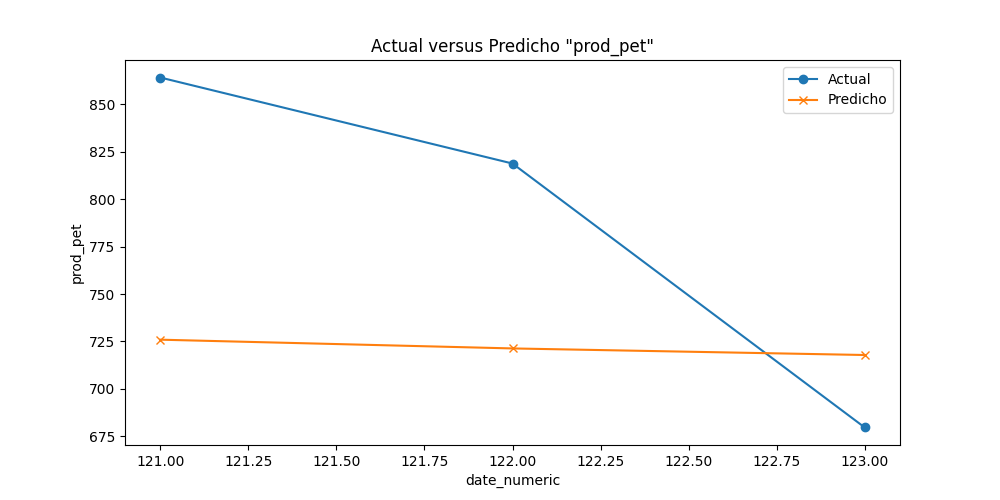 Actual versus Predicho "prod_pet"
Actual
Predicho
850
825
800
775
750
725
700
675
prod_pet
121.00 121.25 121.50 121.75 122.00 122.25 122.50 122.75 123.00
date_numeric